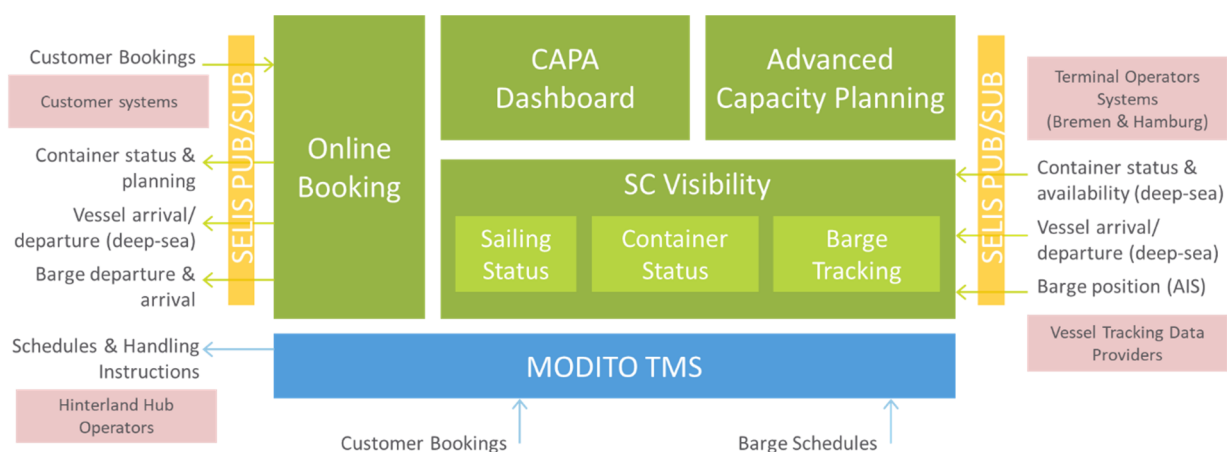 Customer Bookings
Customer systems
Container status &
planning
Vessel arrival/
departure (deep-sea)
Barge departure &
arrival
Schedules & Handling
Instructions
Hinterland Hub
Operators
SELIS PUB/SUB
Online
Booking
CAPA
Dashboard
Advanced
Capacity Planning
SC Visibility
Sailing
Status
Container
Status
Barge
Tracking
MODITO TMS
Customer Bookings
Barge Schedules
SELIS PUB/SUB
Terminal Operators
Systems
(Bremen & Hamburg)
Container status &
availability (deep-sea)
Vessel arrival/
departure (deep-sea)
Barge position (AIS)
Vessel Tracking Data
Providers